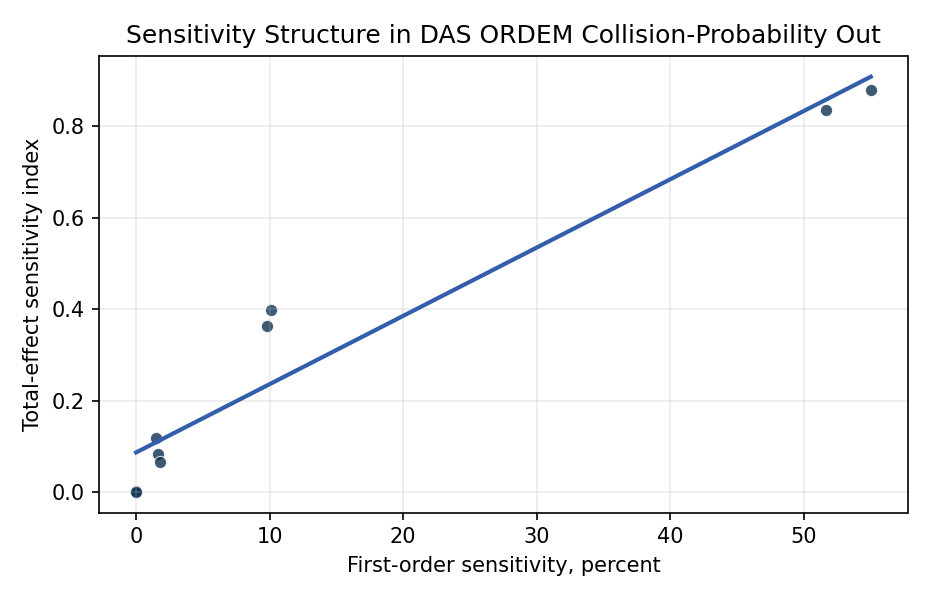 Sensitivity Structure in DAS ORDEM Collision-Probability Out
Total-effect sensitivity index
0.8
0.6
0.4
0.2
0.0
0 10 20 30 40 50
First-order sensitivity, percent